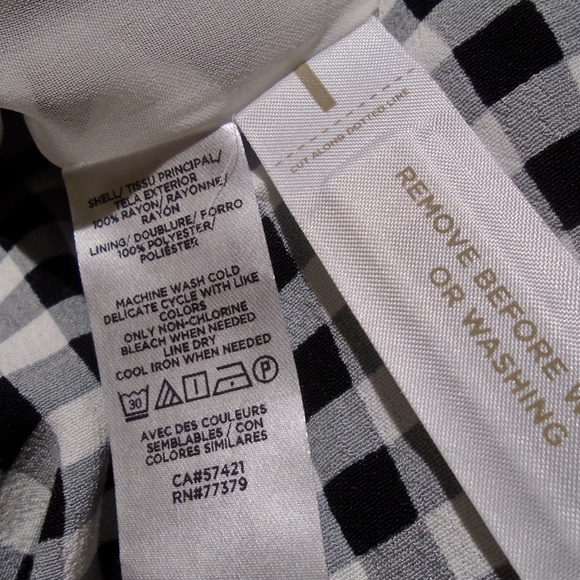 SHELL/ TISSU PRINCIPAL/
TELA EXTERIOR
100% RAYON/ RAYONNE/
RAYON
LINING/ DOUBLURE/ FORRO
100% POLYESTER/
POLIÉSTER
MACHINE WASH COLD
DELICATE CYCLE WITH LIKE
COLORS
ONLY NON-CHLORINE
BLEACH WHEN NEEDED
LINE DRY
COOL IRON WHEN NEEDED
30 P
AVEC DES COULEURS
SEMBLABLES / CON
COLORES SIMILARES
CA#57421
RN#77379
CUT ALONG DOTTED LINE
REMOVE BEFORE W
OR WASHING